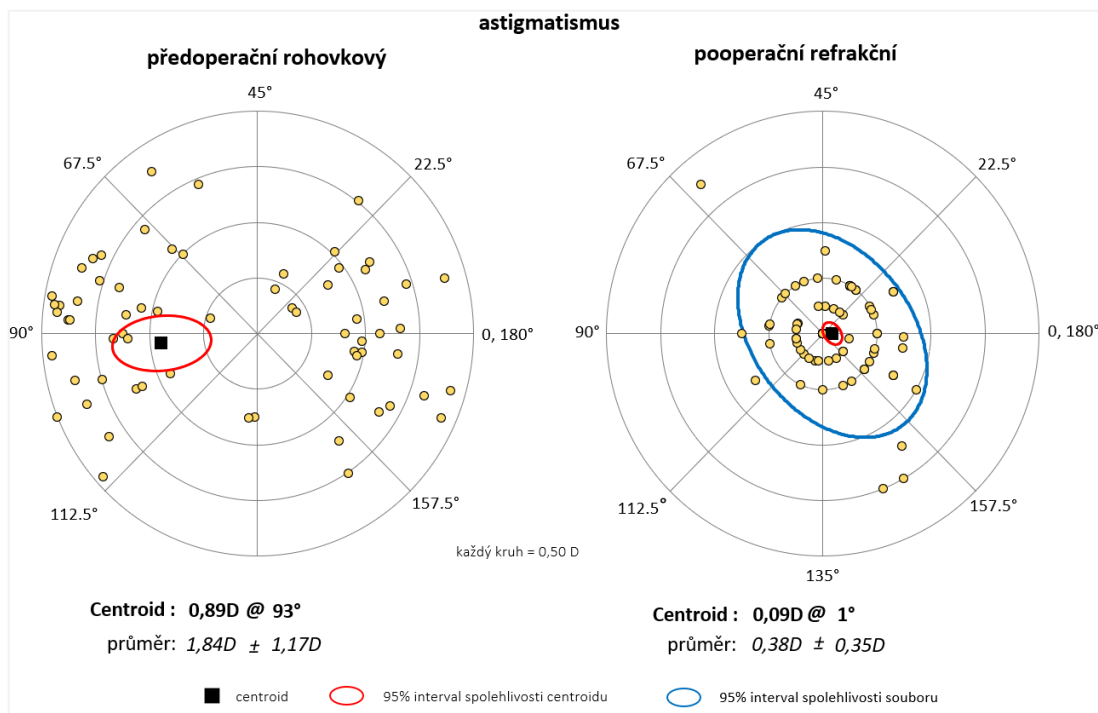 astigmatismus
předoperační rohovkový
45°
67.5°
22.5°
90°
0, 180°
112.5°
157.5°
pooperační refrakční
45°
67.5°
22.5°
90°
0, 180°
112.5°
157.5°
135°
každý kruh = 0,50 D
Centroid : 0,89D @ 93°
průměr: 1,84D ± 1,17D
Centroid : 0,09D @ 1°
průměr: 0,38D ± 0,35D
centroid
95% interval spolehlivosti centroidu
95% interval spolehlivosti souboru